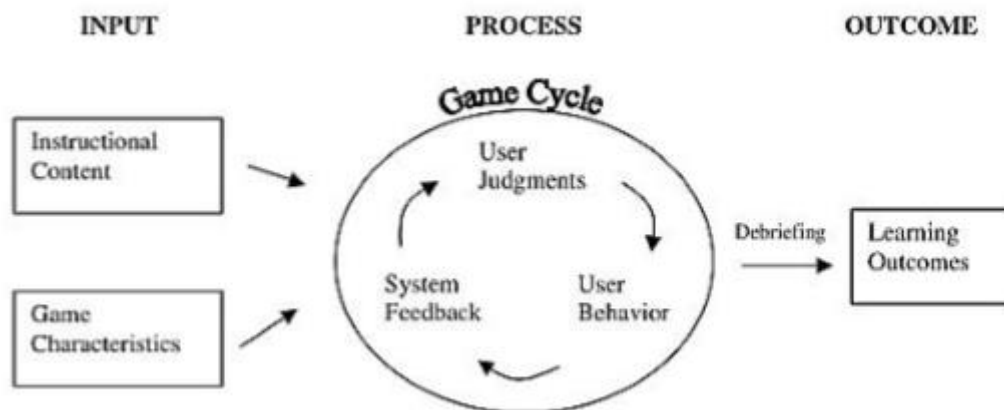 INPUT
PROCESS
OUTCOME
Game Cycle
Instructional
Content
User
Judgments
Debriefing
Learning
Outcomes
System
Feedback
User
Behavior
Game
Characteristics